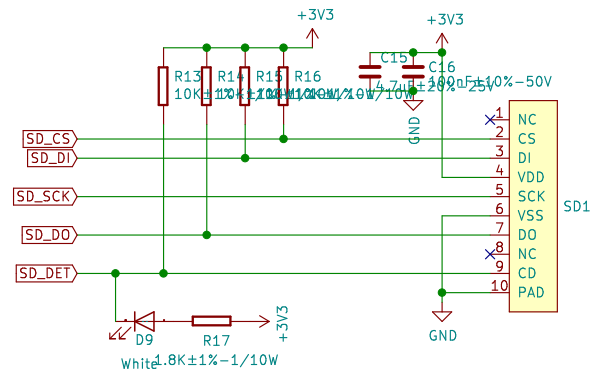 +3V3
+3V3
C15
C16
R13
R14
R15
R16
100nF±10%-50V
4.7uF±20%-25V
10K±1%-1/10W
GND
1 NC
SD_CS
2 CS
SD_DI
3 DI
4 VDD
SD_SCK
5 SCK
SD1
6 VSS
SD_DO
7 DO
8 NC
SD_DET
9 CD
10 PAD
+3V3
D9
R17
GND
White
1.8K±1%-1/10W